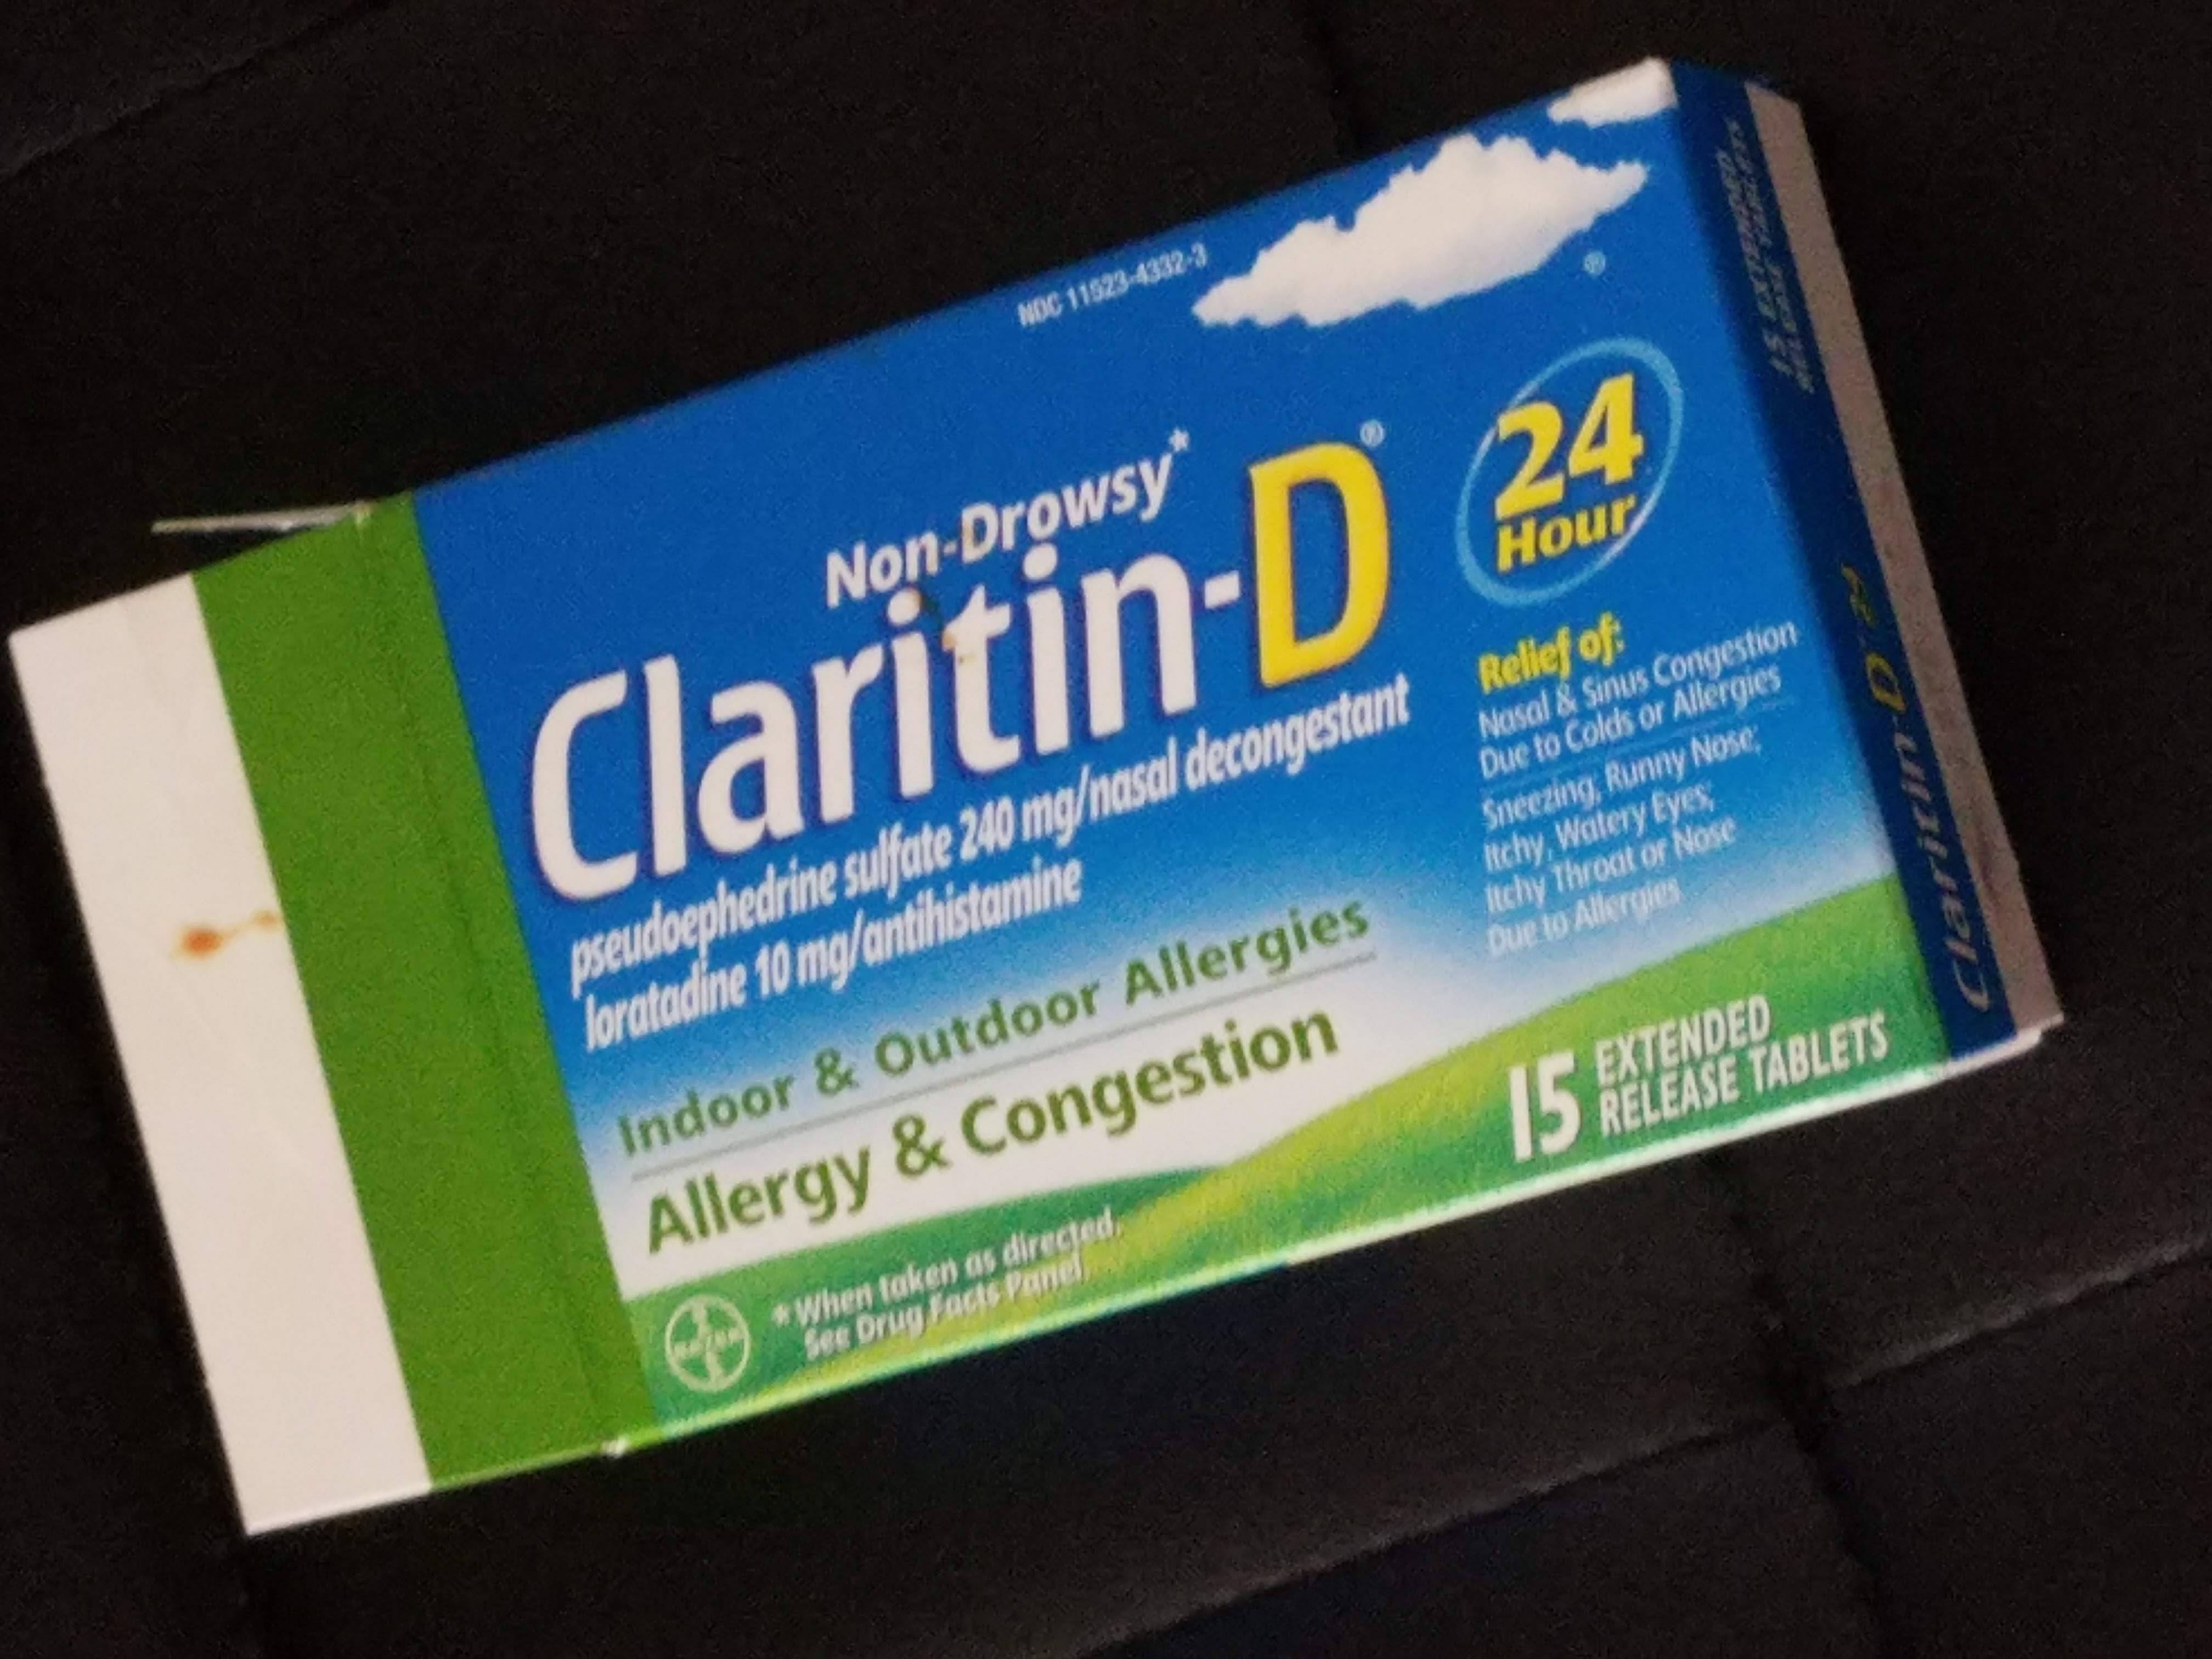 NDC 11523-4332-3
Non-Drowsy*
Claritin-D®
pseudoephedrine sulfate 240 mg/nasal decongestant
loratadine 10 mg/antihistamine
Indoor & Outdoor Allergies
Allergy & Congestion
®
24
Hour
Relief of:
Nasal & Sinus Congestion
Due to Colds or Allergies
Sneezing, Runny Nose;
Itchy, Watery Eyes;
Itchy Throat or Nose
Due to Allergies
BAYER
* When taken as directed
See Drug Facts Panel
15 EXTENDED
RELEASE TABLETS
Claritin-D 24
15 EXTENDED
RELEASE TABLETS